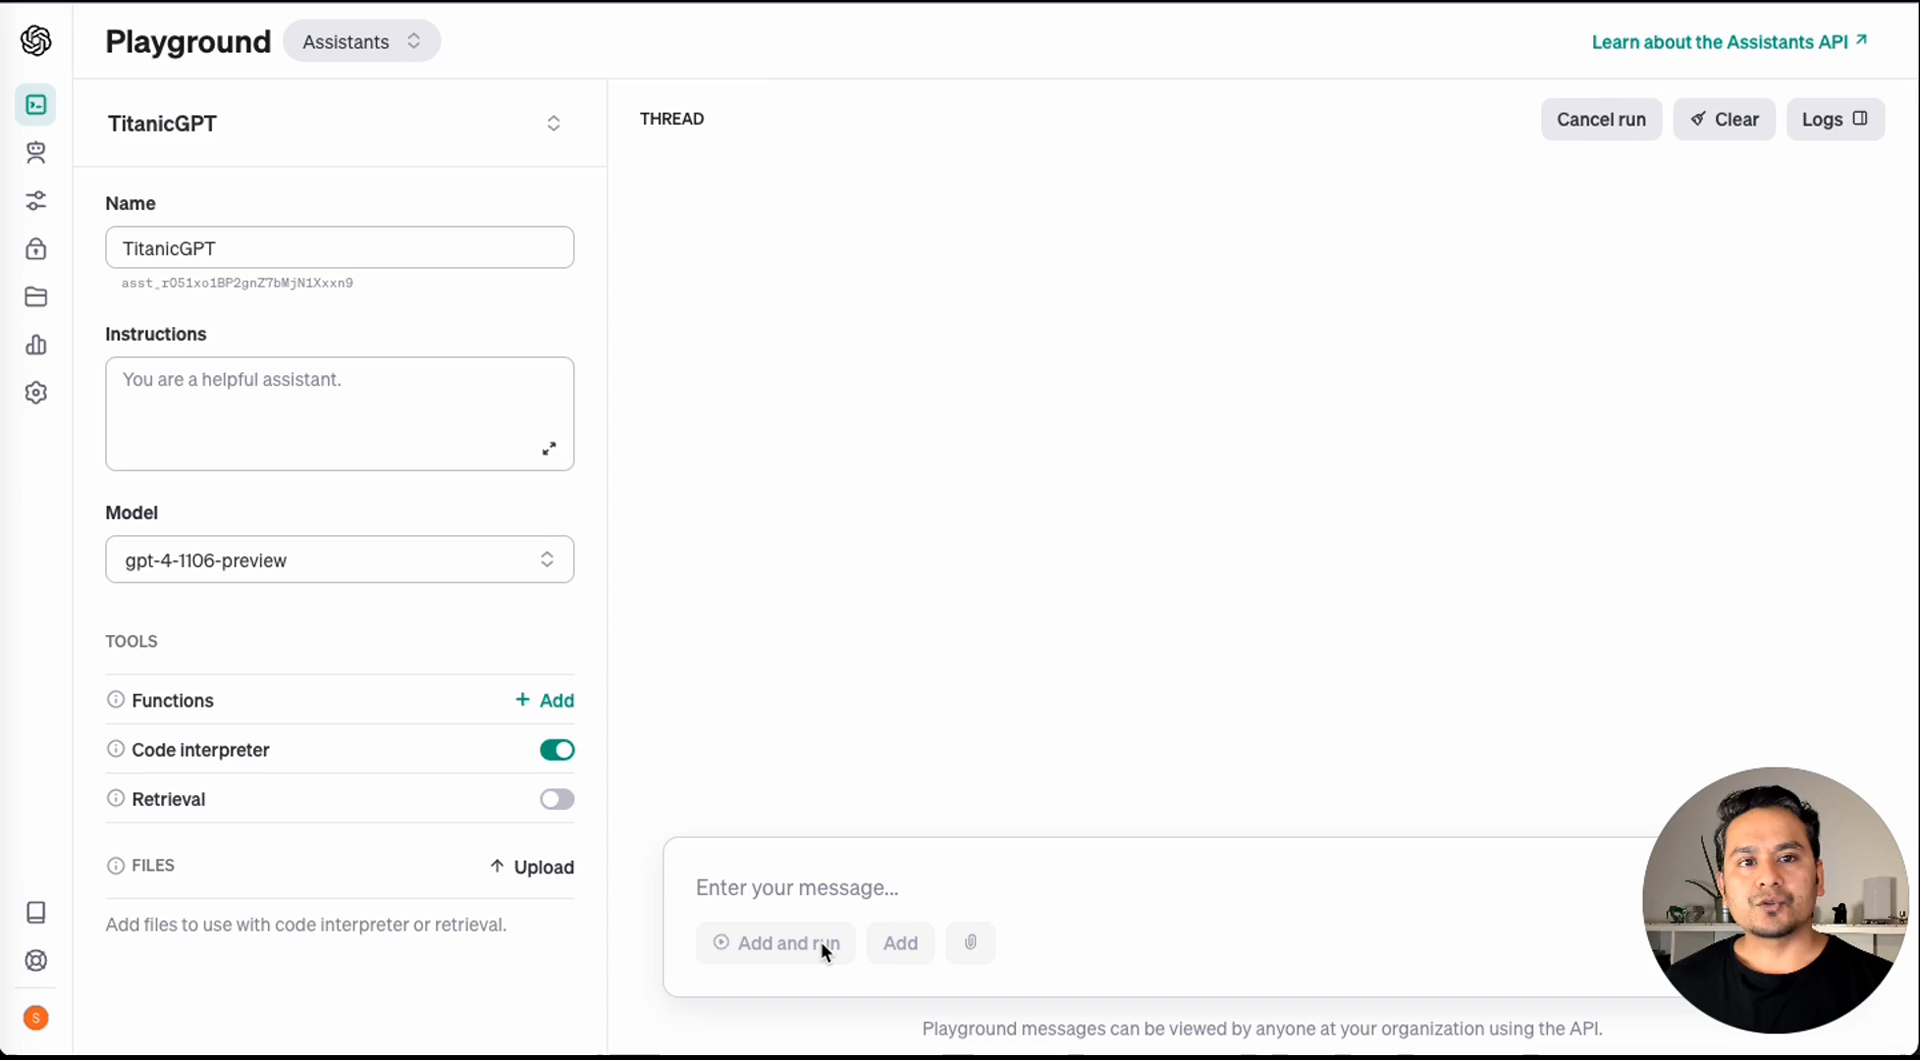 Playground
Assistants
Learn about the Assistants API
TitanicGPT
THREAD
Cancel run
Clear
Logs
Name
TitanicGPT
asst_rO51xo1BP2gnZ7bMjN1Xxxn9
Instructions
You are a helpful assistant.
Model
gpt-4-1106-preview
TOOLS
Functions
+ Add
Code interpreter
Retrieval
FILES
Upload
Add files to use with code interpreter or retrieval.
Enter your message...
Add and run
Add
Playground messages can be viewed by anyone at your organization using the API.
S